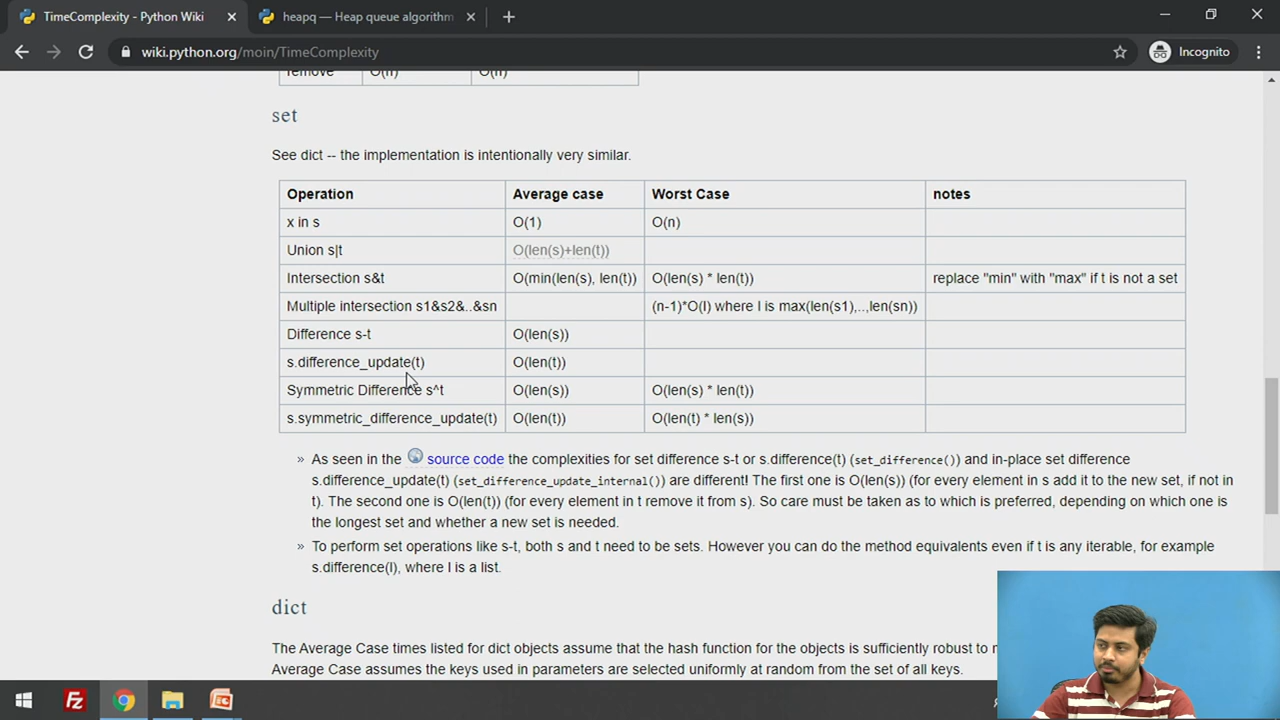 TimeComplexity - Python Wiki
heapq — Heap queue algorithm
wiki.python.org/moin/TimeComplexity
Incognito
remove O(n) O(n)
set
See dict -- the implementation is intentionally very similar.
Operation Average case Worst Case notes
x in s O(1) O(n)
Union s|t O(len(s)+len(t))
Intersection s&t O(min(len(s), len(t)) O(len(s) * len(t)) replace "min" with "max" if t is not a set
Multiple intersection s1&s2&..&sn (n-1)*O(l) where l is max(len(s1),..,len(sn))
Difference s-t O(len(s))
s.difference_update(t) O(len(t))
Symmetric Difference s^t O(len(s)) O(len(s) * len(t))
s.symmetric_difference_update(t) O(len(t)) O(len(t) * len(s))
» As seen in the source code the complexities for set difference s-t or s.difference(t) (set_difference()) and in-place set difference
s.difference_update(t) (set_difference_update_internal()) are different! The first one is O(len(s)) (for every element in s add it to the new set, if not in
t). The second one is O(len(t)) (for every element in t remove it from s). So care must be taken as to which is preferred, depending on which one is
the longest set and whether a new set is needed.
» To perform set operations like s-t, both s and t need to be sets. However you can do the method equivalents even if t is any iterable, for example
s.difference(l), where l is a list.
dict
The Average Case times listed for dict objects assume that the hash function for the objects is sufficiently robust to
Average Case assumes the keys used in parameters are selected uniformly at random from the set of all keys.
Fz